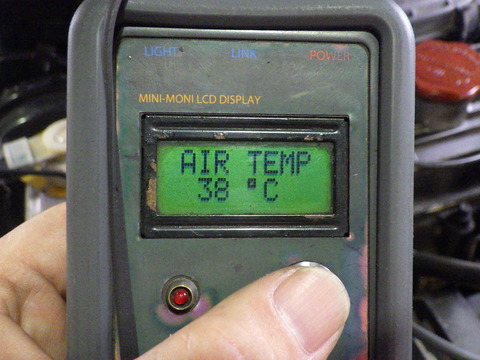 LIGHT LINK POWER
MINI-MONI LCD DISPLAY
AIR TEMP
38 °C